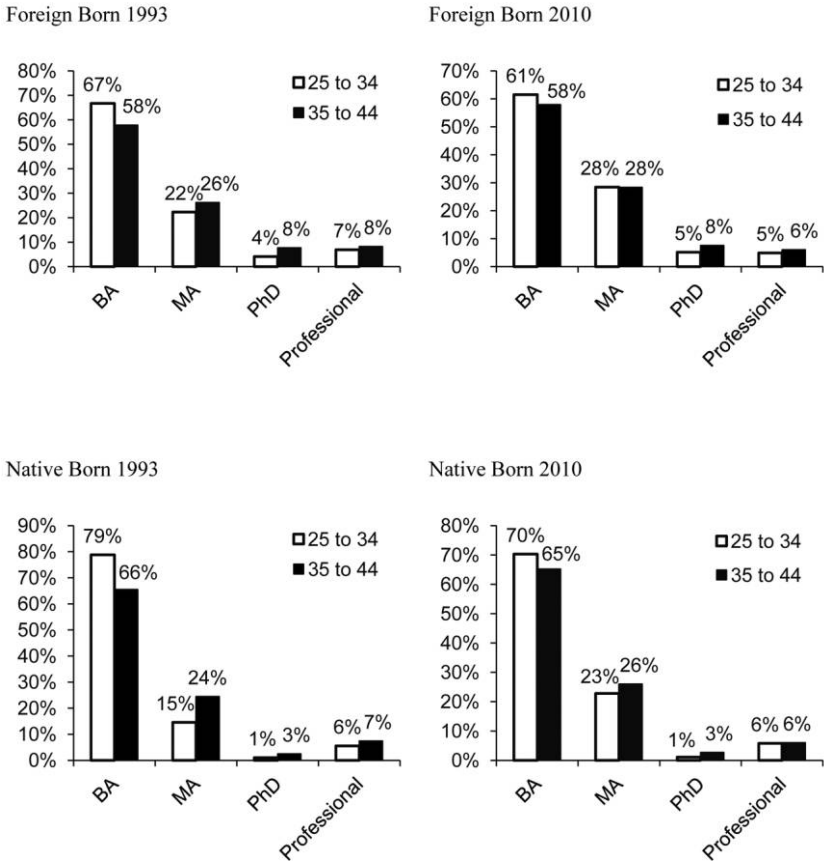 Foreign Born 1993
80%
70%
60%
50%
40%
30%
20%
10%
0%
67%
58%
22%
26%
4%
8%
7%
8%
25 to 34
35 to 44
BA
MA
PhD
Professional
Foreign Born 2010
70%
60%
50%
40%
30%
20%
10%
0%
61%
58%
28%
28%
5%
8%
5%
6%
25 to 34
35 to 44
BA
MA
PhD
Professional
Native Born 1993
90%
80%
70%
60%
50%
40%
30%
20%
10%
0%
79%
66%
15%
24%
1%
3%
6%
7%
25 to 34
35 to 44
BA
MA
PhD
Professional
Native Born 2010
80%
70%
60%
50%
40%
30%
20%
10%
0%
70%
65%
23%
26%
1%
3%
6%
6%
25 to 34
35 to 44
BA
MA
PhD
Professional